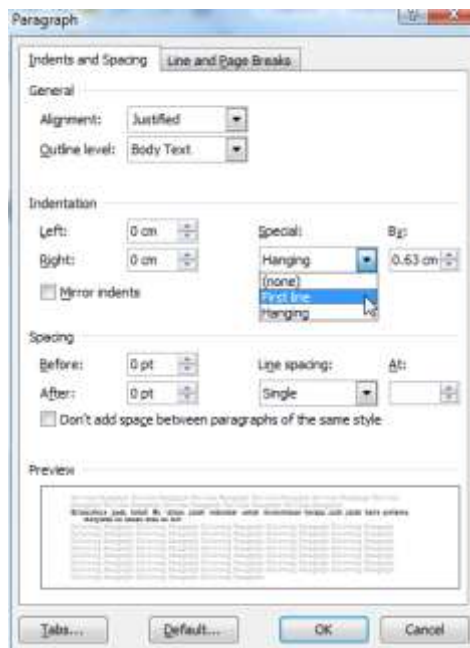 Paragraph
Indents and Spacing Line and Page Breaks
General
Alignment: Justified
Outline level: Body Text
Indentation
Left: 0 cm Special: By:
Right: 0 cm Hanging 0.63 cm
Mirror indents (none)
First line
Hanging
Spacing
Before: 0 pt Line spacing: At:
After: 0 pt Single
Don't add space between paragraphs of the same style
Preview
Tabs... Default... OK Cancel